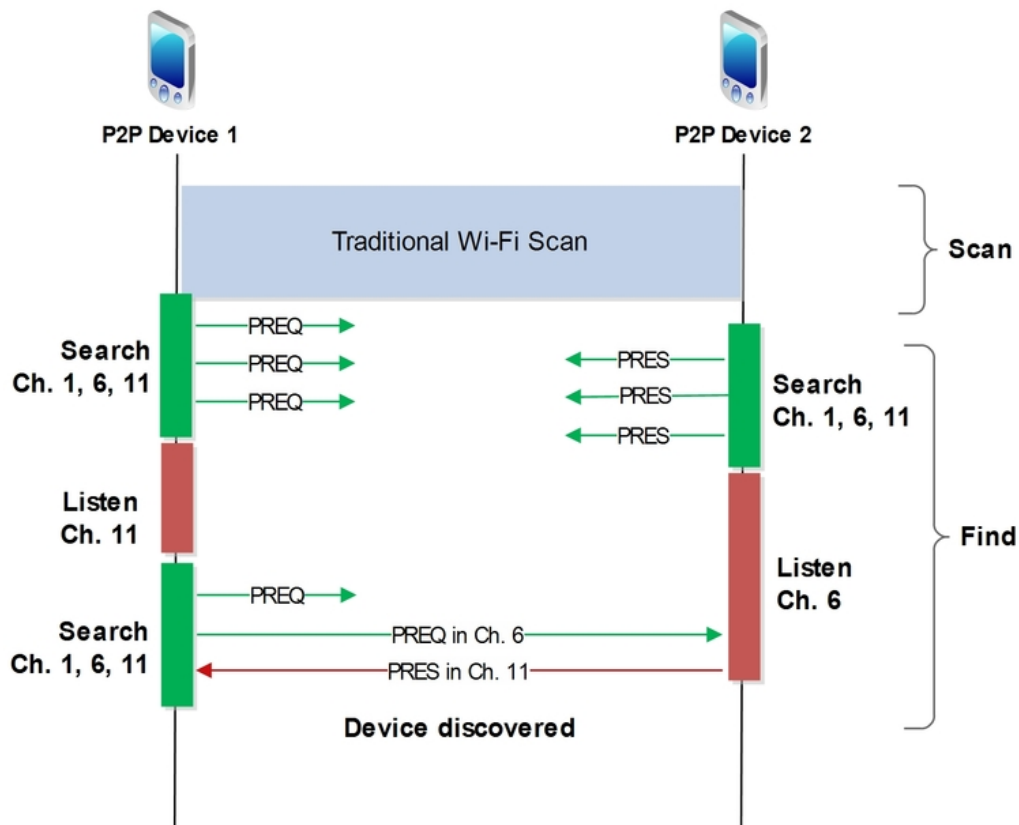 P2P Device 1
P2P Device 2
Traditional Wi-Fi Scan
Scan
PREQ
PREQ
PREQ
Search
Ch. 1, 6, 11
PRES
PRES
PRES
Search
Ch. 1, 6, 11
Listen
Ch. 11
Find
Listen
Ch. 6
PREQ
Search
Ch. 1, 6, 11
PREQ in Ch. 6
PRES in Ch. 11
Device discovered